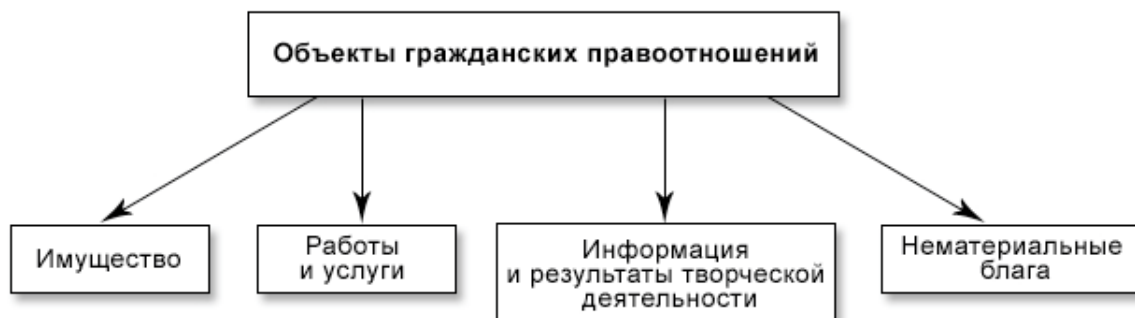 Объекты гражданских правоотношений
Имущество
Работы
и услуги
Информация
и результаты творческой
деятельности
Нематериальные
блага